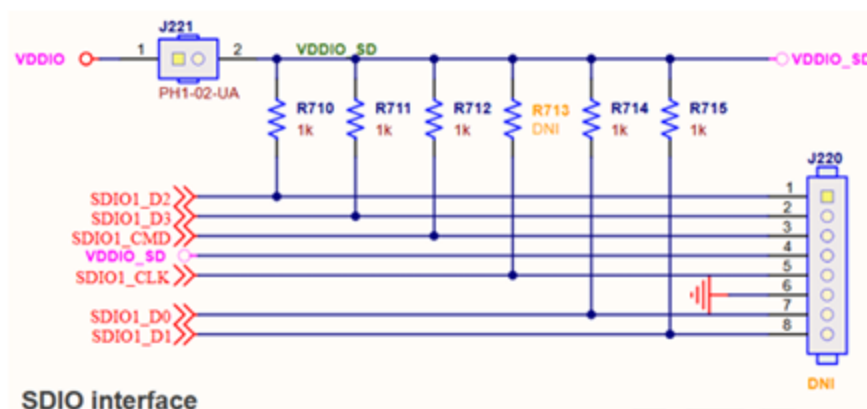 J221
VDDIO 1 2 VDDIO_SD VDDIO_SD
PH1-02-UA
R710 R711 R712 R713 R714 R715
1k 1k 1k DNI 1k 1k
J220
SDIO1_D2 1
SDIO1_D3 2
SDIO1_CMD 3
VDDIO_SD 4
SDIO1_CLK 5
6
SDIO1_D0 7
SDIO1_D1 8
DNI
SDIO interface